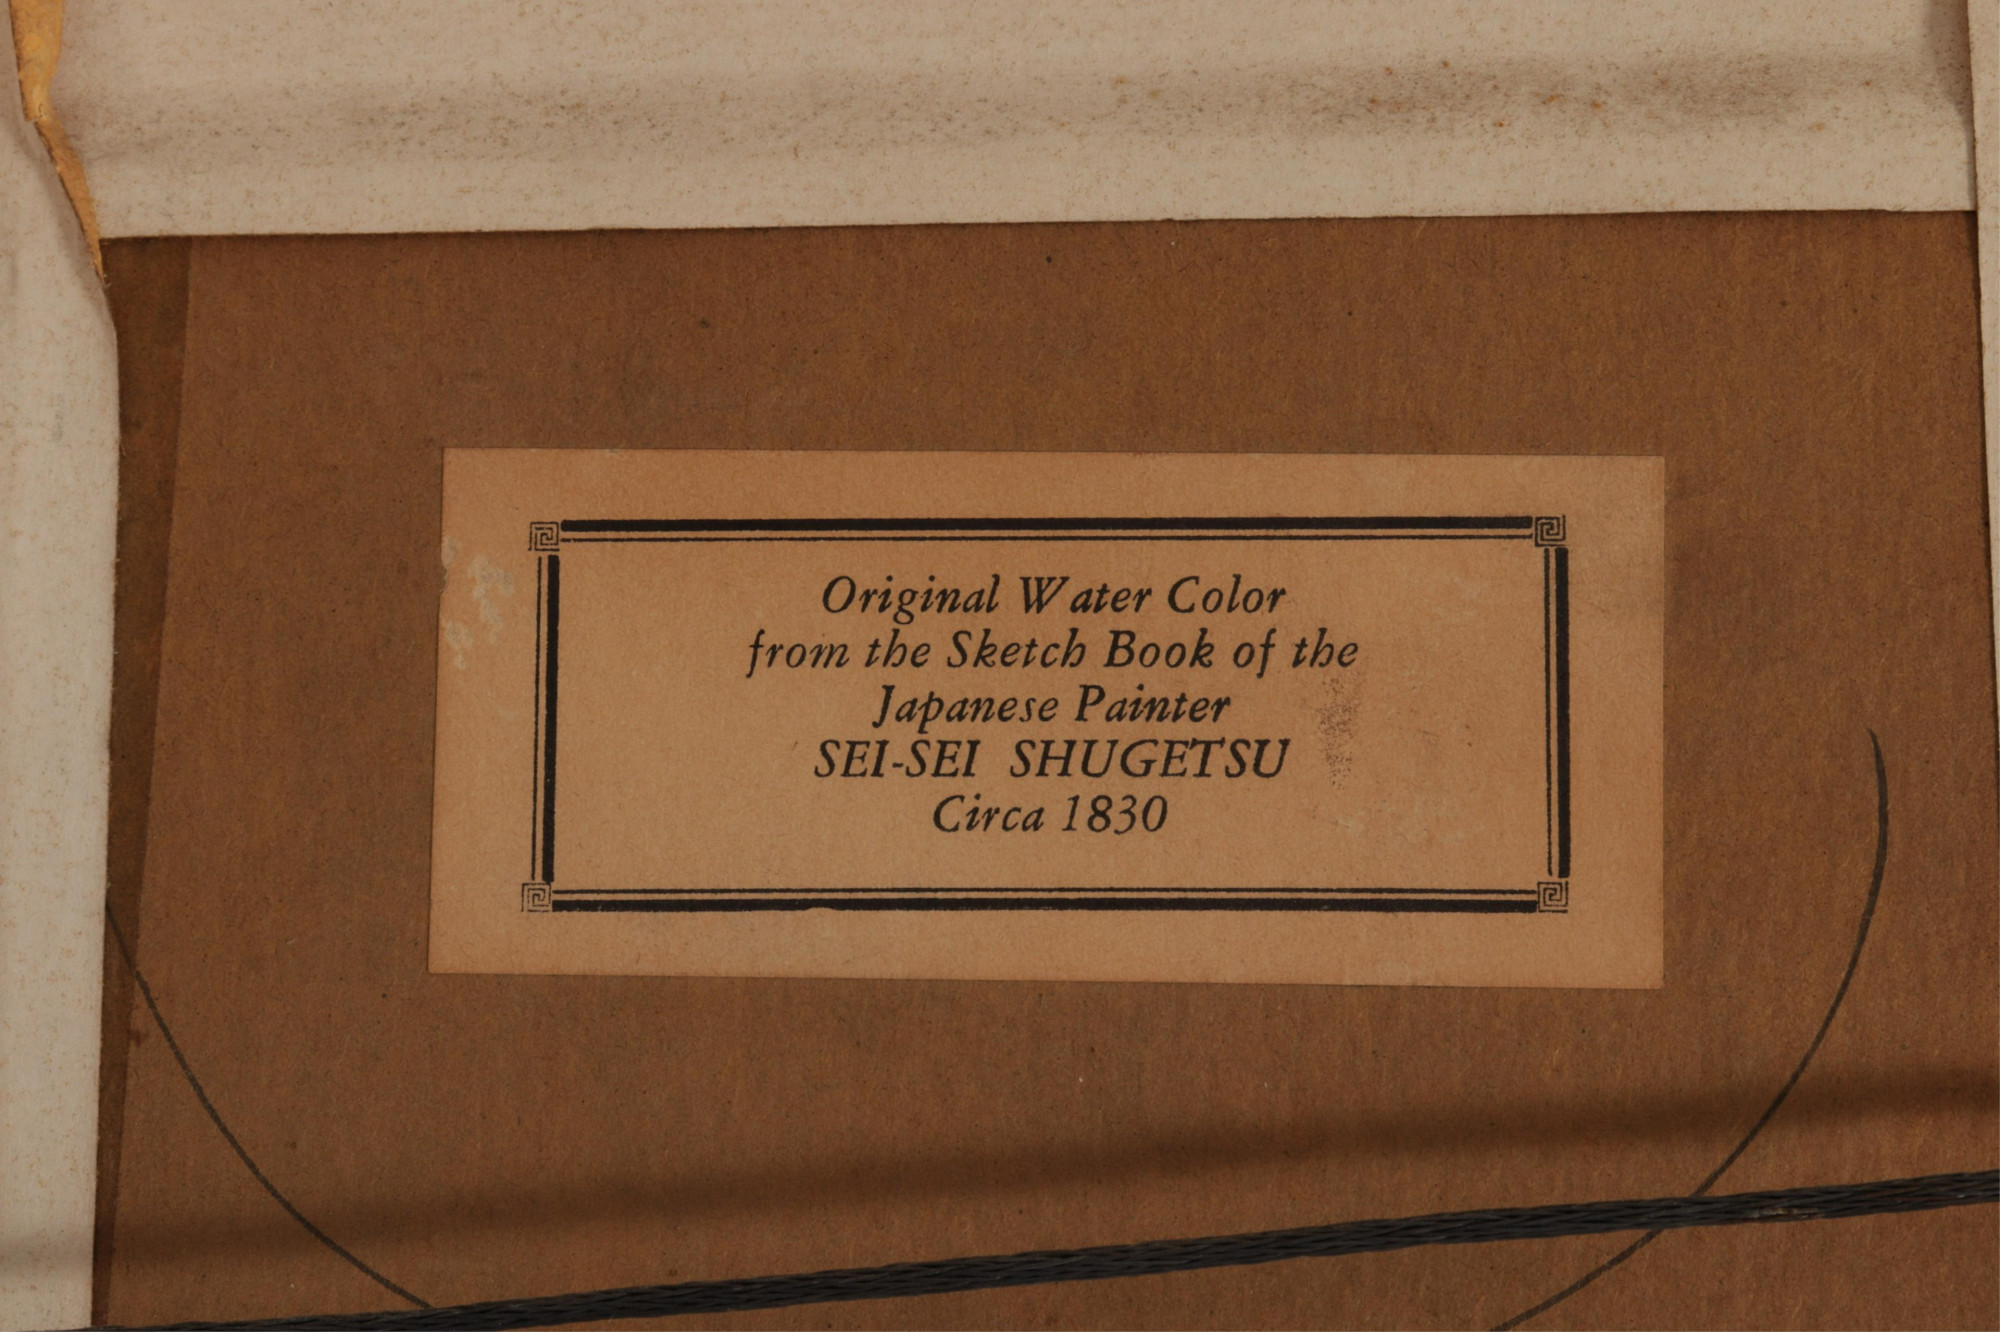 Original Water Color
from the Sketch Book of the
Japanese Painter
SEI-SEI SHUGETSU
Circa 1830